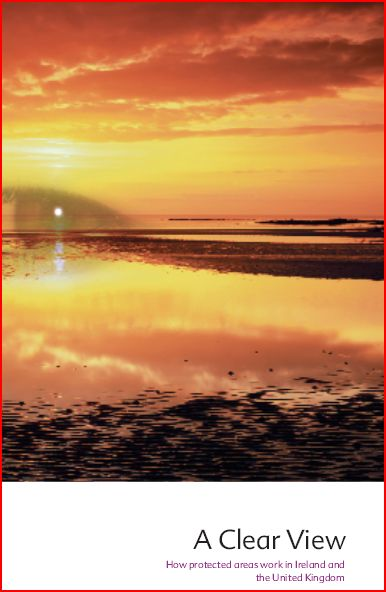 A Clear View
How protected areas work in Ireland and
the United Kingdom